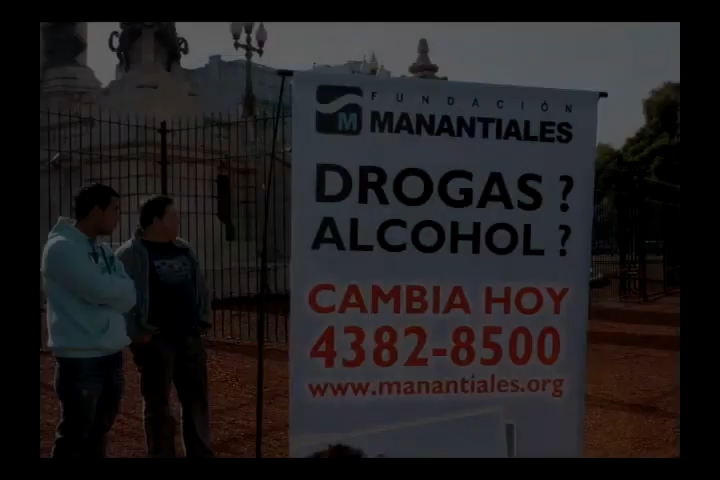 FUNDACIÓN
M MANANTIALES
DROGAS?
ALCOHOL?
CAMBIA HOY
4382-8500
www.manantiales.org